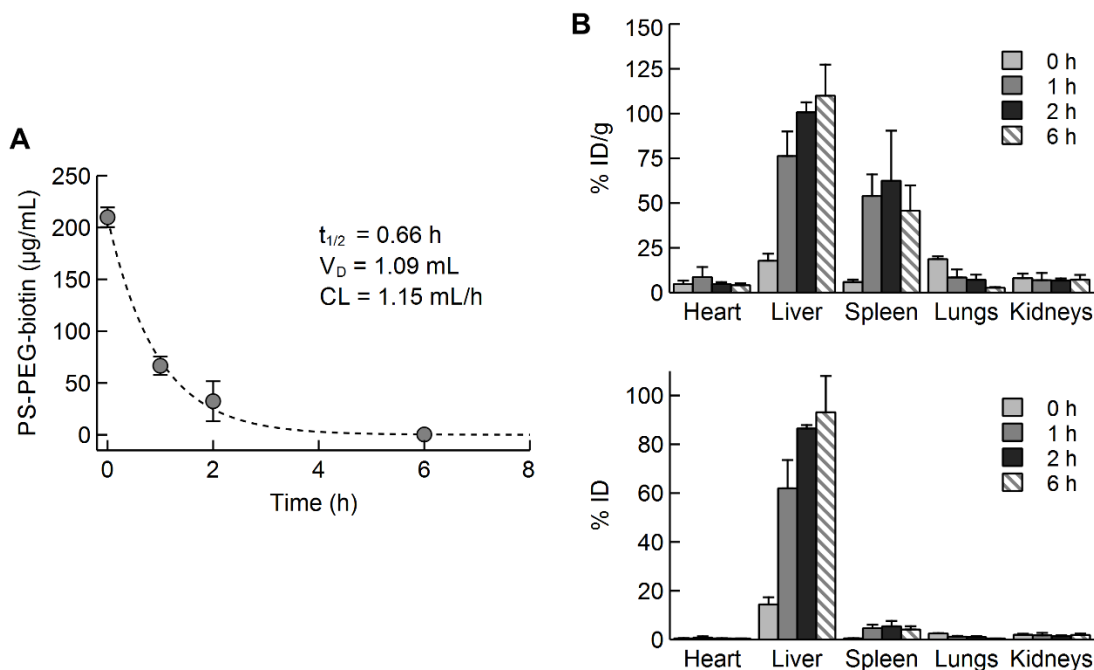 A
PS-PEG-biotin (µg/mL)
250
200
150
100
50
0
t1/2 = 0.66 h
VD = 1.09 mL
CL = 1.15 mL/h
0 2 4 6 8
Time (h)
B
% ID/g
150
125
100
75
50
25
0
0 h
1 h
2 h
6 h
Heart Liver Spleen Lungs Kidneys
% ID
100
80
60
40
20
0
0 h
1 h
2 h
6 h
Heart Liver Spleen Lungs Kidneys